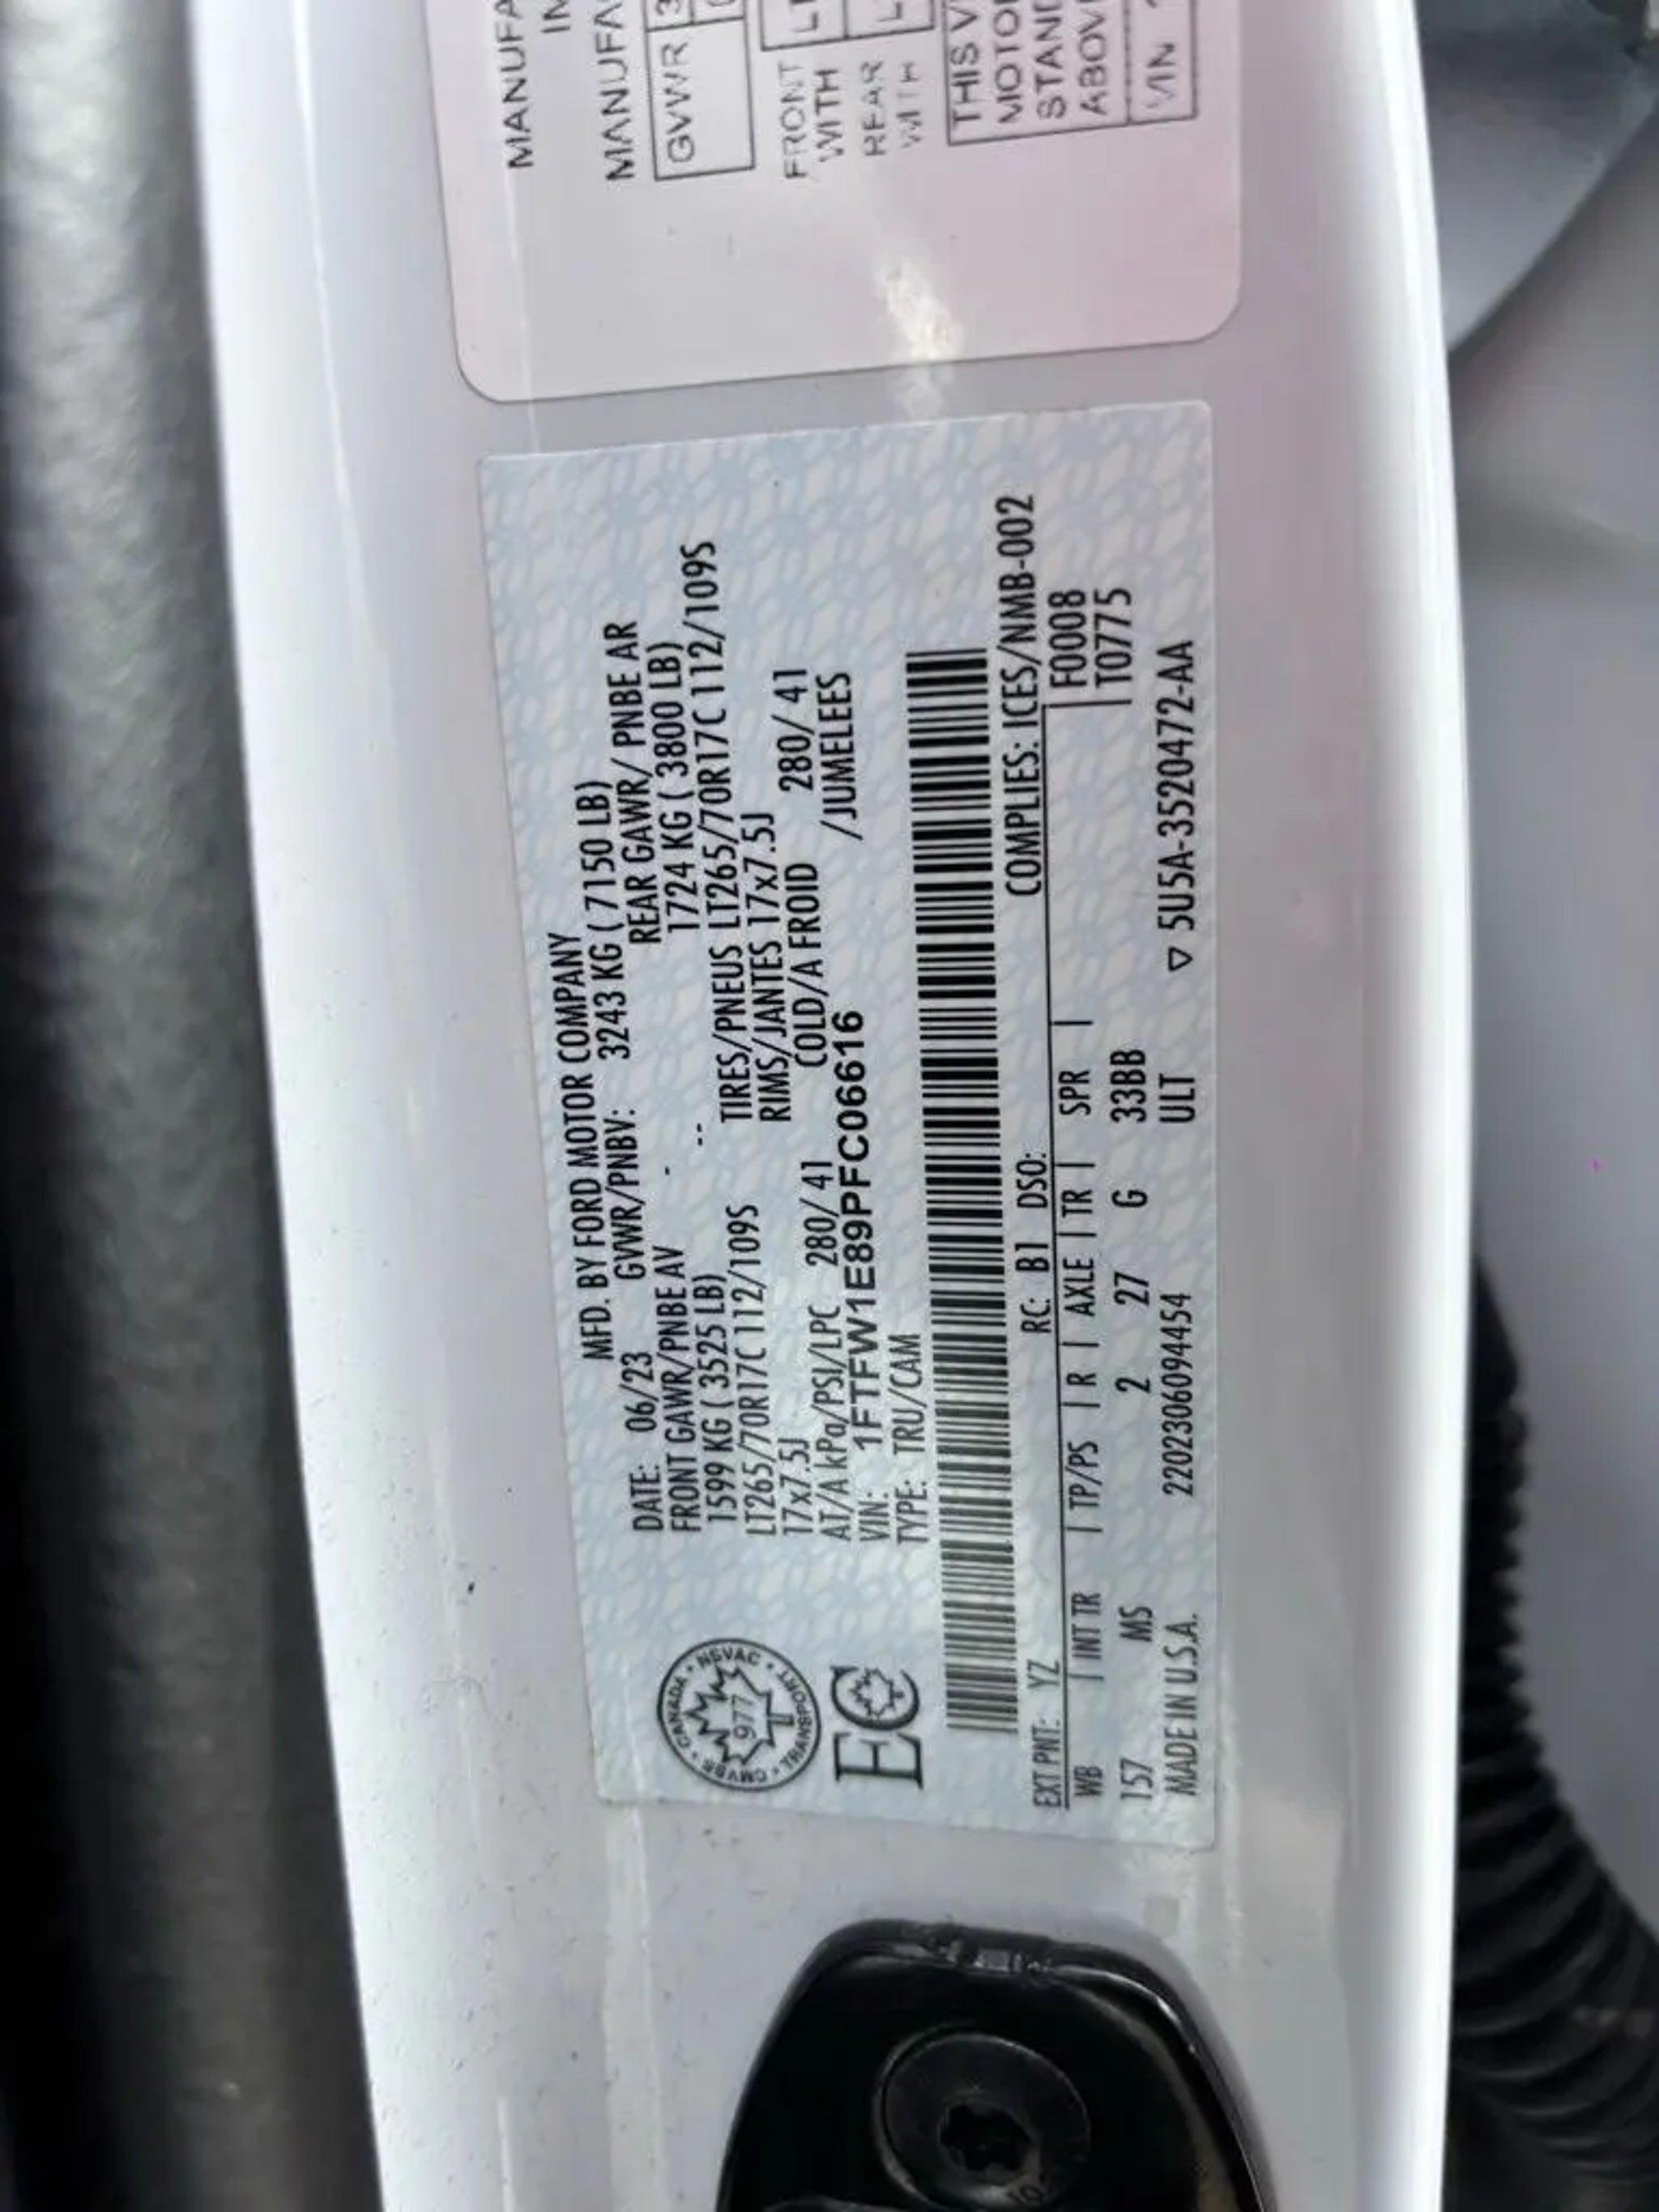 MFD. BY FORD MOTOR COMPANY
DATE: 06/23 GVWR/PNBV: 3243 KG ( 7150 LB)
FRONT GAWR/PNBE AV - REAR GAWR/ PNBE AR
1599 KG ( 3525 LB) -- 1724 KG ( 3800 LB)
LT265/70R17C 112/109S TIRES/PNEUS LT265/70R17C 112/109S
17x7.5J RIMS/JANTES 17x7.5J
AT/A kPa/PSI/LPC 280/ 41 COLD/A FROID 280/ 41
VIN: 1FTFW1E89PFC06616 /JUMELEES
TYPE: TRU/CAM
CANADA • NSVAC • TRANSPORT • CMVSR •
977
EC
COMPLIES: ICES/NMB-002
EXT PNT: YZ RC: B1 DSO: F0008
WB | INT TR | TP/PS | R | AXLE | TR | SPR | T0775
157 MS 2 27 G 33BB
MADE IN U.S.A. 2202306094454 ULT ▽ 5U5A-3520472-AA
GVWR
FRONT
WITH
REAR
WITH
THIS
VIN